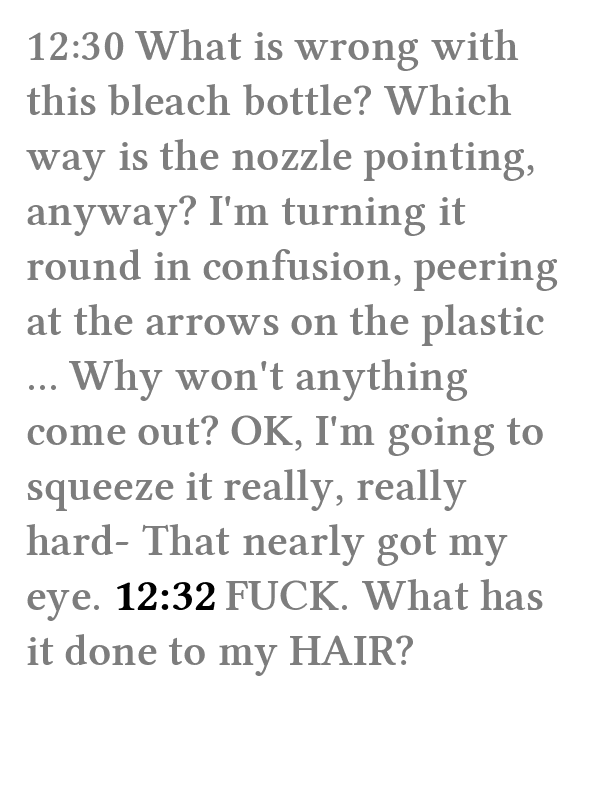 12:30 What is wrong with
this bleach bottle? Which
way is the nozzle pointing,
anyway? I'm turning it
round in confusion, peering
at the arrows on the plastic
... Why won't anything
come out? OK, I'm going to
squeeze it really, really
hard- That nearly got my
eye. 12:32 FUCK. What has
it done to my HAIR?